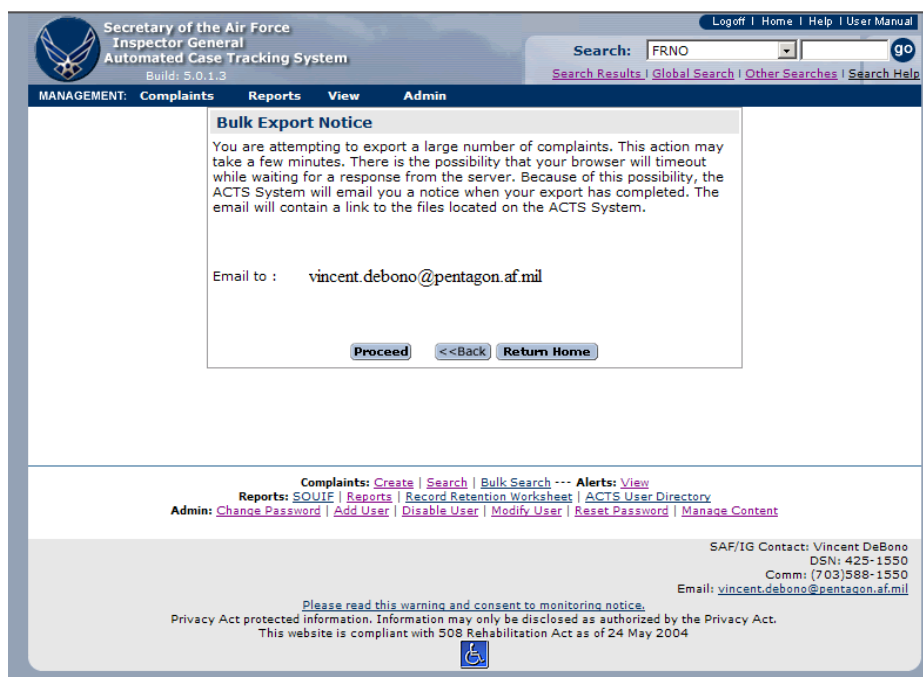 Logoff | Home | Help | User Manual
Secretary of the Air Force
Inspector General
Automated Case Tracking System
Build: 5.0.1.3
Search: FRNO go
Search Results | Global Search | Other Searches | Search Help
MANAGEMENT: Complaints Reports View Admin
Bulk Export Notice
You are attempting to export a large number of complaints. This action may
take a few minutes. There is the possibility that your browser will timeout
while waiting for a response from the server. Because of this possibility, the
ACTS System will email you a notice when your export has completed. The
email will contain a link to the files located on the ACTS System.
Email to : vincent.debono@pentagon.af.mil
Proceed <<Back Return Home
Complaints: Create | Search | Bulk Search --- Alerts: View
Reports: SOUIF | Reports | Record Retention Worksheet | ACTS User Directory
Admin: Change Password | Add User | Disable User | Modify User | Reset Password | Manage Content
SAF/IG Contact: Vincent DeBono
DSN: 425-1550
Comm: (703)588-1550
Email: vincent.debono@pentagon.af.mil
Please read this warning and consent to monitoring notice.
Privacy Act protected information. Information may only be disclosed as authorized by the Privacy Act.
This website is compliant with 508 Rehabilitation Act as of 24 May 2004